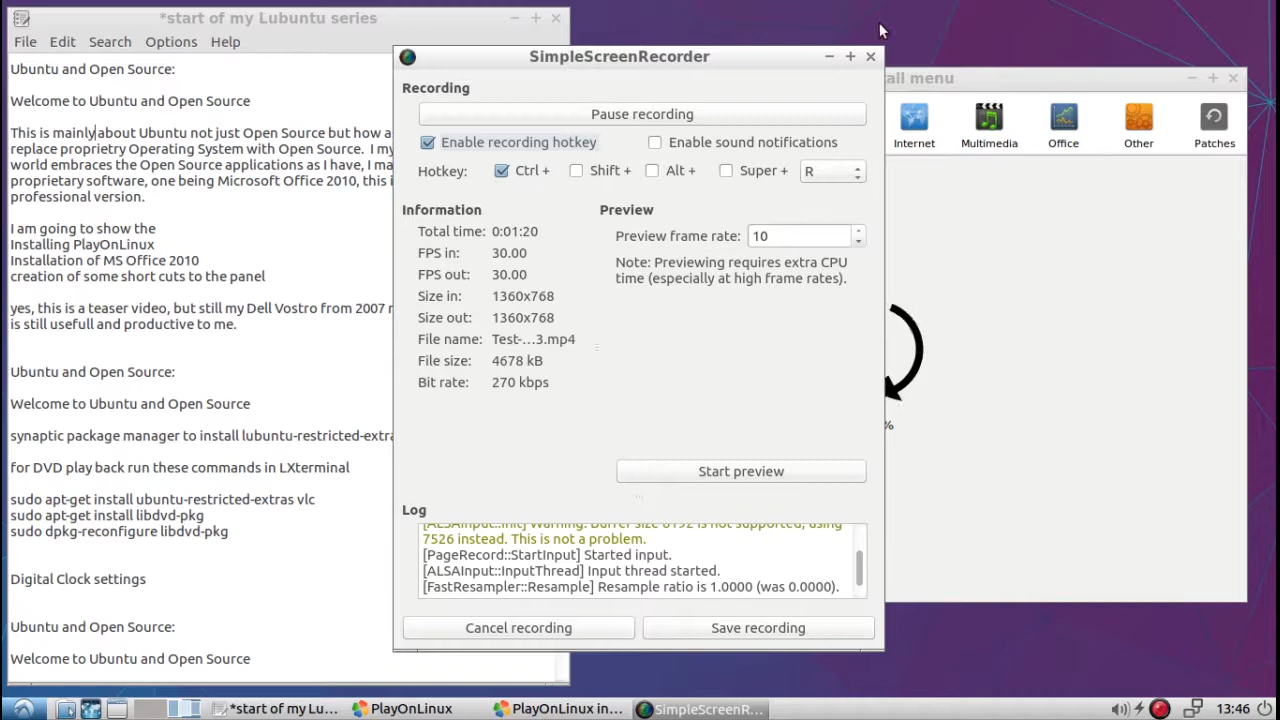 *start of my Lubuntu series
File Edit Search Options Help
Ubuntu and Open Source:
Welcome to Ubuntu and Open Source
This is mainly about Ubuntu not just Open Source but how a
replace proprietry Operating System with Open Source. I my
world embraces the Open Source applications as I have, I ma
proprietary software, one being Microsoft Office 2010, this i
professional version.
I am going to show the
Installing PlayOnLinux
Installation of MS Office 2010
creation of some short cuts to the panel
yes, this is a teaser video, but still my Dell Vostro from 2007
is still usefull and productive to me.
Ubuntu and Open Source:
Welcome to Ubuntu and Open Source
synaptic package manager to install lubuntu-restricted-extra
for DVD play back run these commands in LXterminal
sudo apt-get install ubuntu-restricted-extras vlc
sudo apt-get install libdvd-pkg
sudo dpkg-reconfigure libdvd-pkg
Digital Clock settings
Ubuntu and Open Source:
Welcome to Ubuntu and Open Source
SimpleScreenRecorder
Recording
Pause recording
Enable recording hotkey Enable sound notifications
Hotkey: Ctrl + Shift + Alt + Super + R
Information
Total time: 0:01:20
FPS in: 30.00
FPS out: 30.00
Size in: 1360x768
Size out: 1360x768
File name: Test-...3.mp4
File size: 4678 kB
Bit rate: 270 kbps
Preview
Preview frame rate: 10
Note: Previewing requires extra CPU
time (especially at high frame rates).
Start preview
Log
[ALSAInput::Init] Warning: Buffer size 8192 is not supported, using
7526 instead. This is not a problem.
[PageRecord::StartInput] Started input.
[ALSAInput::InputThread] Input thread started.
[FastResampler::Resample] Resample ratio is 1.0000 (was 0.0000).
Cancel recording Save recording
all menu
Internet Multimedia Office Other Patches
%
*start of my Lu... PlayOnLinux PlayOnLinux in... SimpleScreenR... 13:46